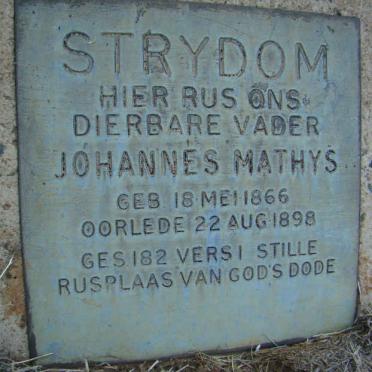 STRYDOM
HIER RUS ONS
DIERBARE VADER
JOHANNES MATHYS
GEB 18 MEI 1866
OORLEDE 22 AUG 1898
GES 182 VERS 1 STILLE
RUSPLAAS VAN GOD'S DODE